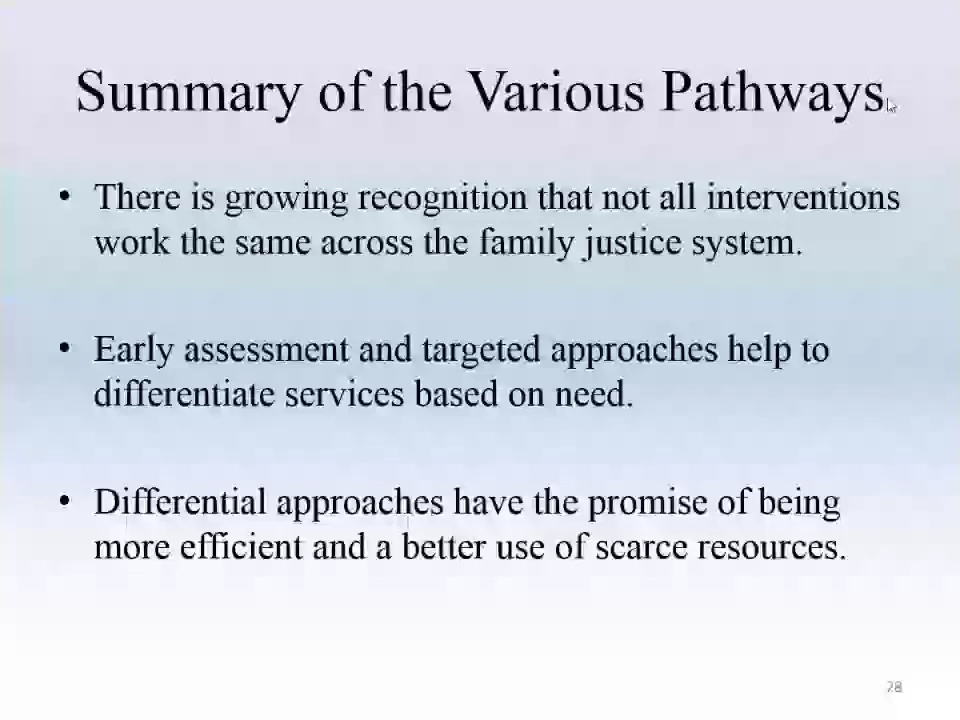 Summary of the Various Pathways
• There is growing recognition that not all interventions
work the same across the family justice system.
• Early assessment and targeted approaches help to
differentiate services based on need.
• Differential approaches have the promise of being
more efficient and a better use of scarce resources.
28